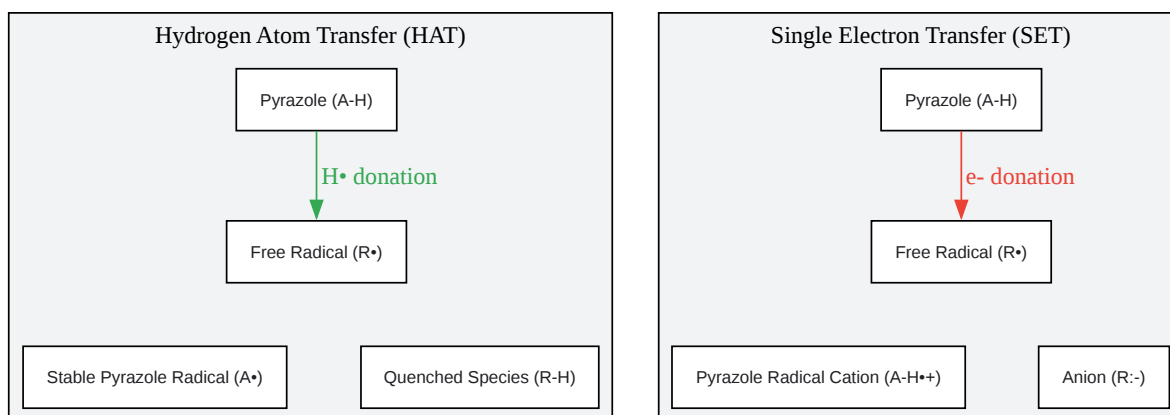 Hydrogen Atom Transfer (HAT)
Pyrazole (A-H)
H• donation
Free Radical (R•)
Stable Pyrazole Radical (A•)
Quenched Species (R-H)
Single Electron Transfer (SET)
Pyrazole (A-H)
e- donation
Free Radical (R•)
Pyrazole Radical Cation (A-H•+)
Anion (R:-)